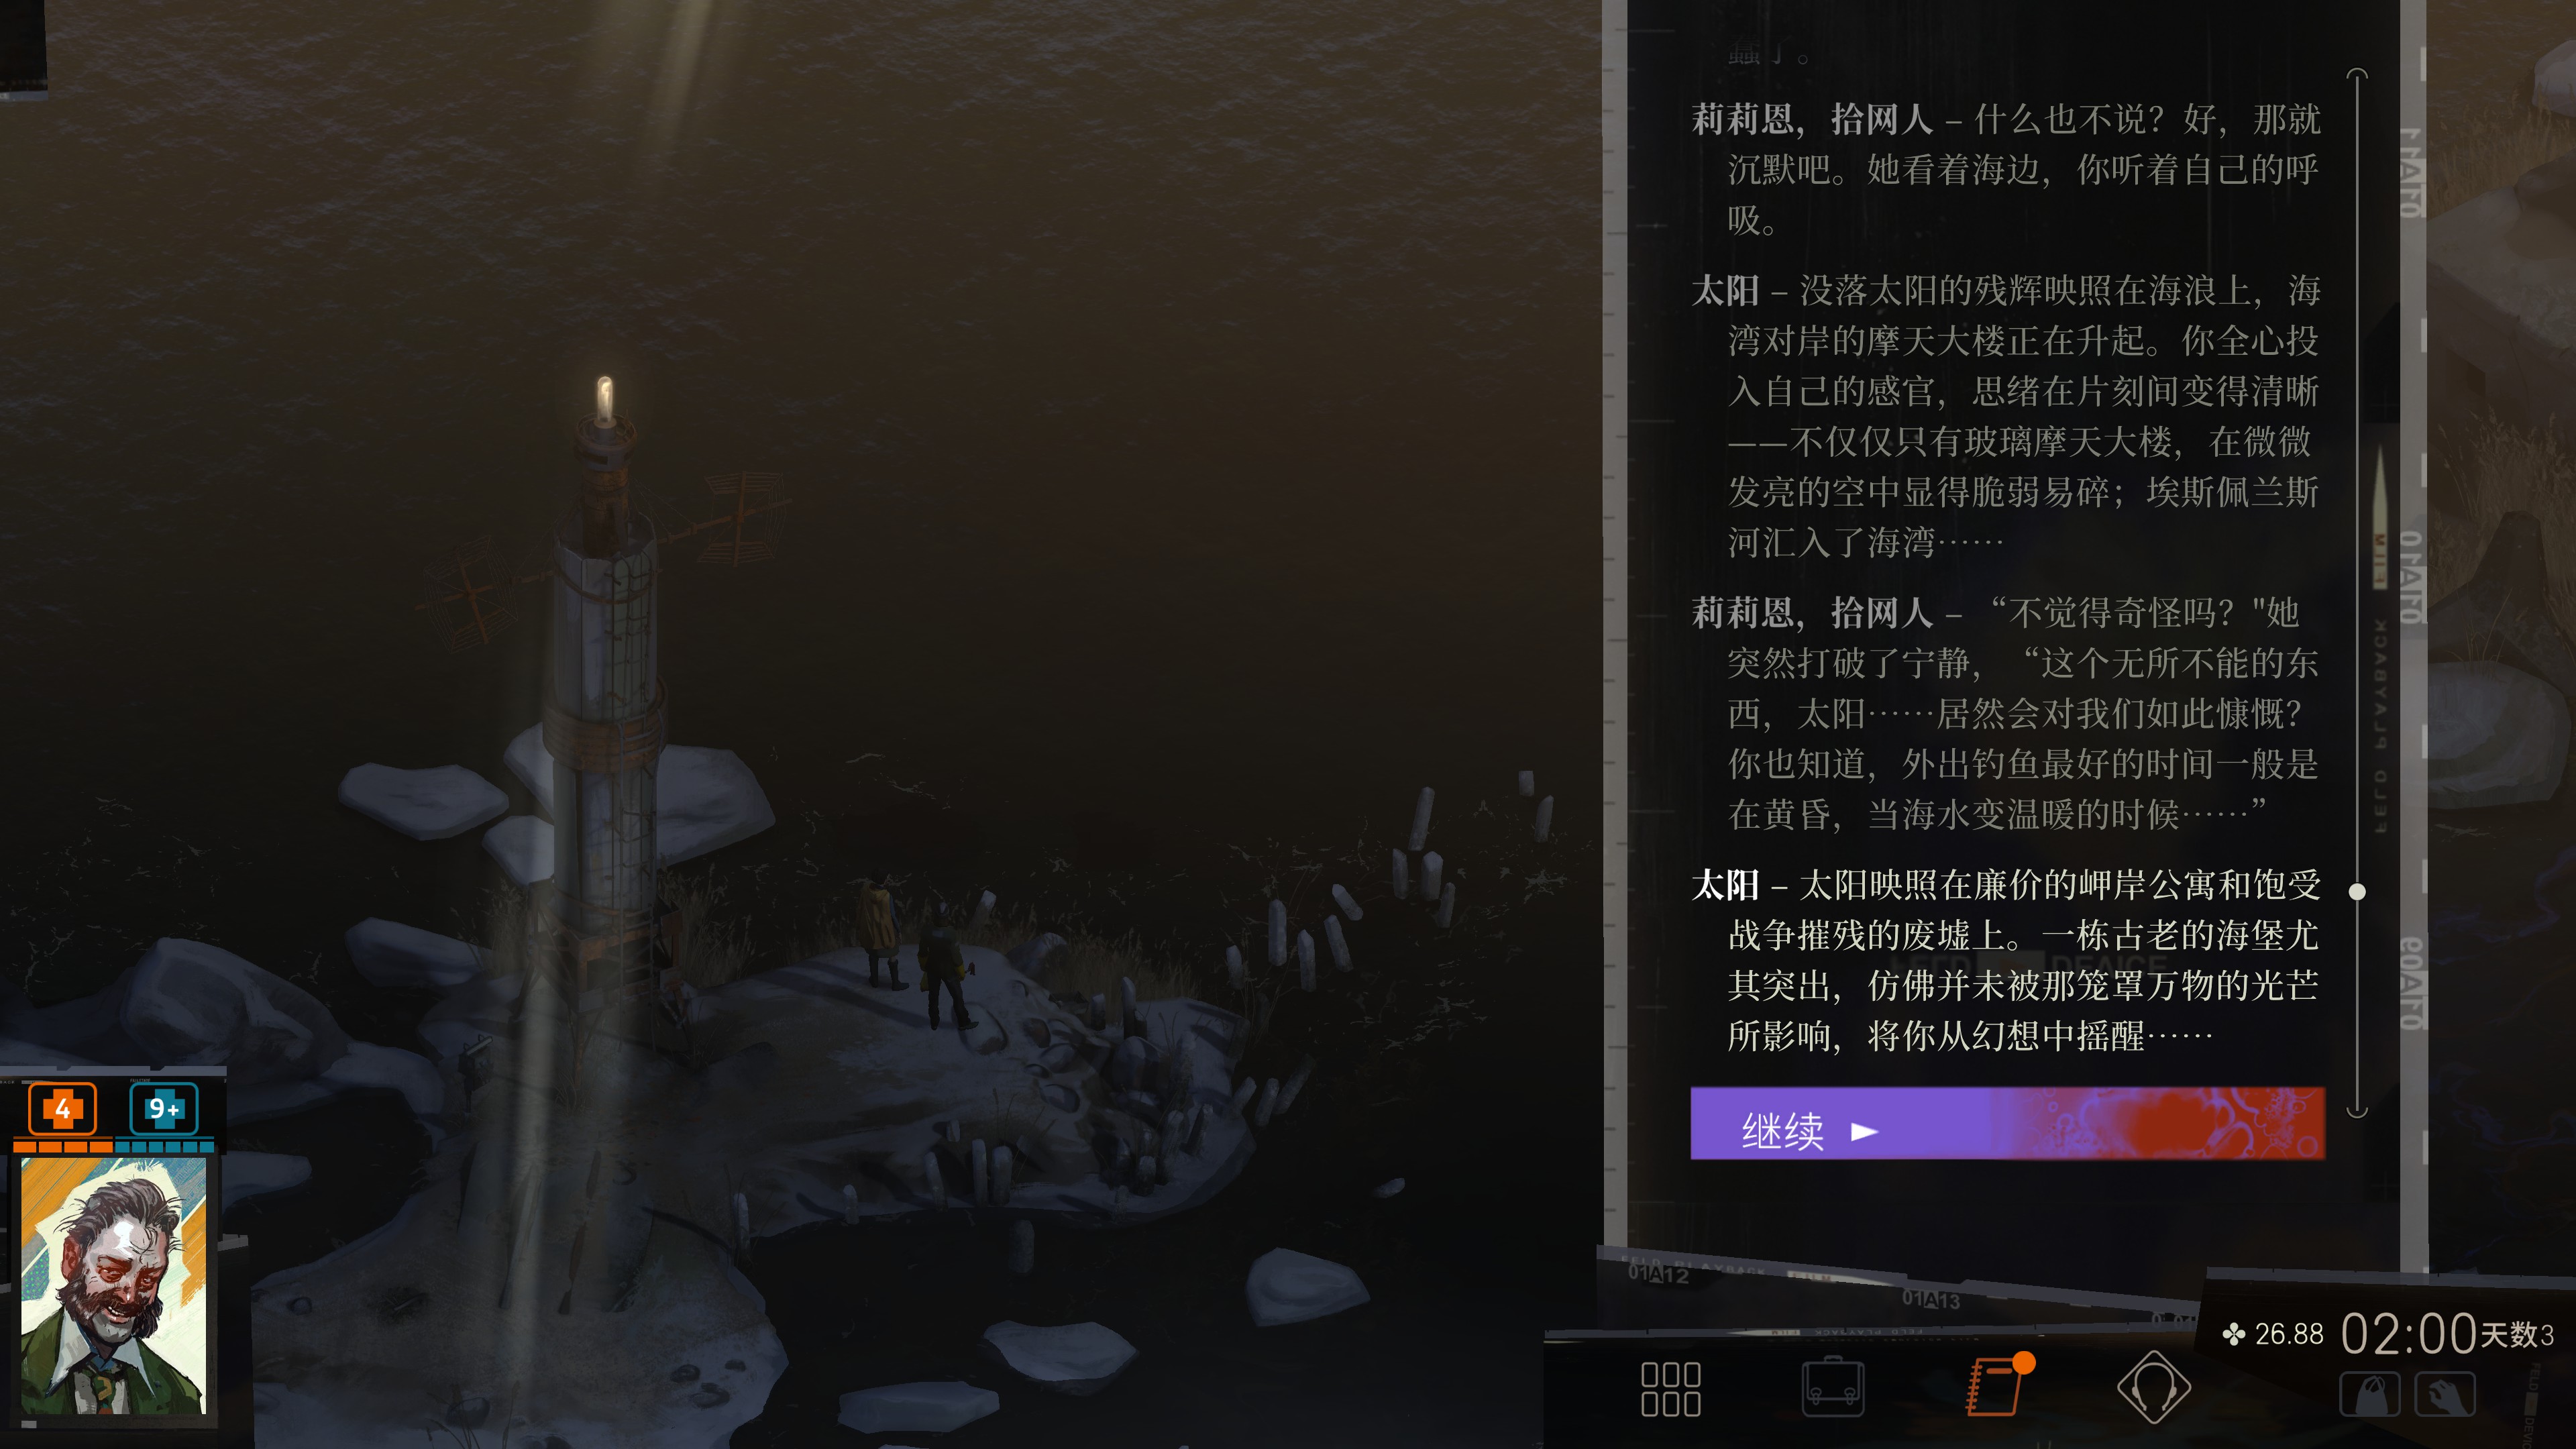 莉莉恩，拾网人 – 什么也不说？好，那就
沉默吧。她看着海边，你听着自己的呼
吸。
太阳 – 没落太阳的残辉映照在海浪上，海
湾对岸的摩天大楼正在升起。你全心投
入自己的感官，思绪在片刻间变得清晰
——不仅仅只有玻璃摩天大楼，在微微
发亮的空中显得脆弱易碎；埃斯佩兰斯
河汇入了海湾……
莉莉恩，拾网人 – “不觉得奇怪吗？"她
突然打破了宁静，“这个无所不能的东
西，太阳……居然会对我们如此慷慨？
你也知道，外出钓鱼最好的时间一般是
在黄昏，当海水变温暖的时候……”
太阳 – 太阳映照在廉价的岬岸公寓和饱受
战争摧残的废墟上。一栋古老的海堡尤
其突出，仿佛并未被那笼罩万物的光芒
所影响，将你从幻想中摇醒……
继续
4
9+
01A12
01A13
26.88
02:00
天数3